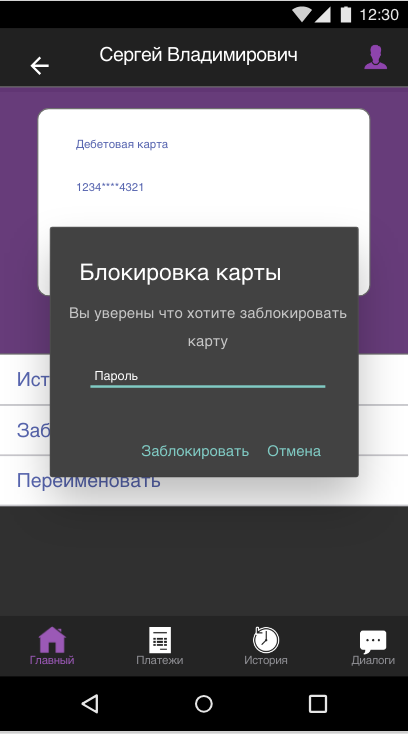 12:30
Сергей Владимирович
Дебетовая карта
1234****4321
Блокировка карты
Вы уверены что хотите заблокировать
карту
Пароль
Заблокировать Отмена
Ист
Заб
Переименовать
Главный Платежи История Диалоги